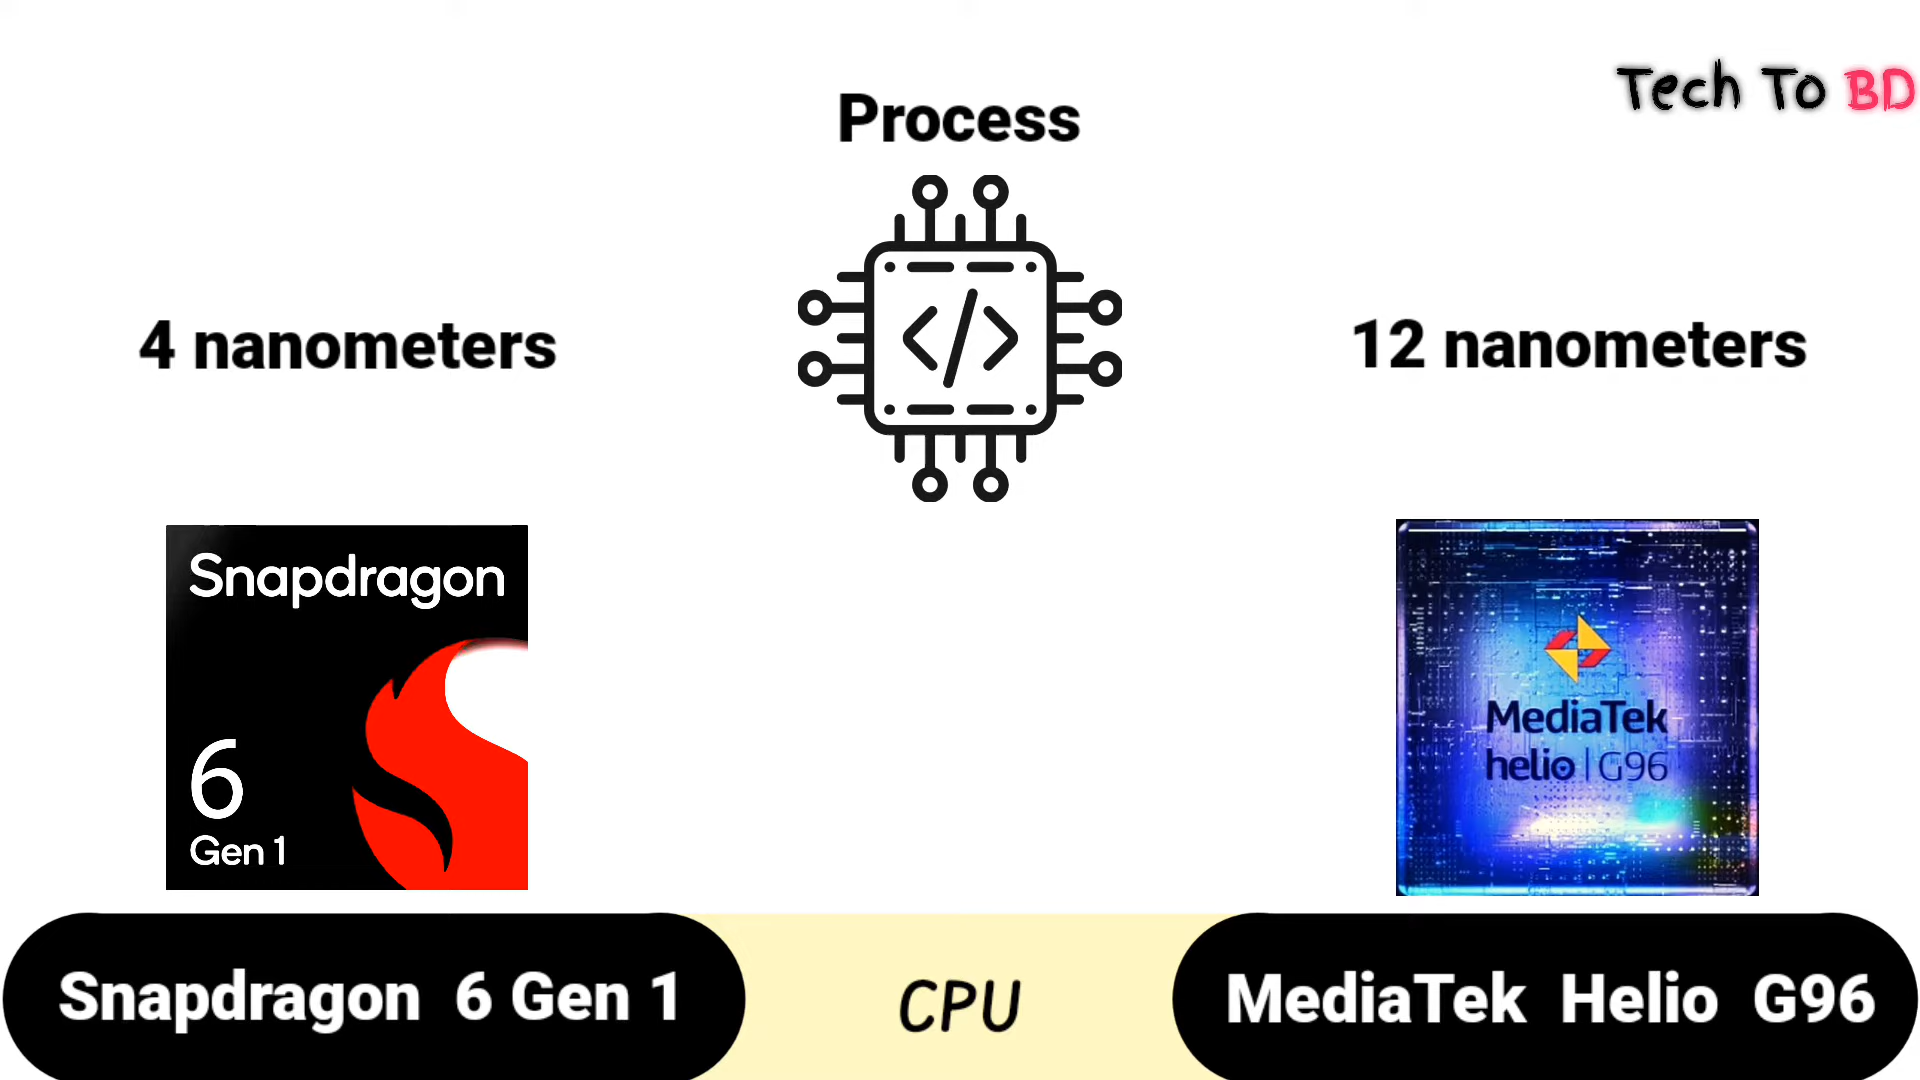 Tech To BD
Process
4 nanometers
</>
12 nanometers
Snapdragon
6
Gen 1
MediaTek
helio | G96
Snapdragon 6 Gen 1
CPU
MediaTek Helio G96